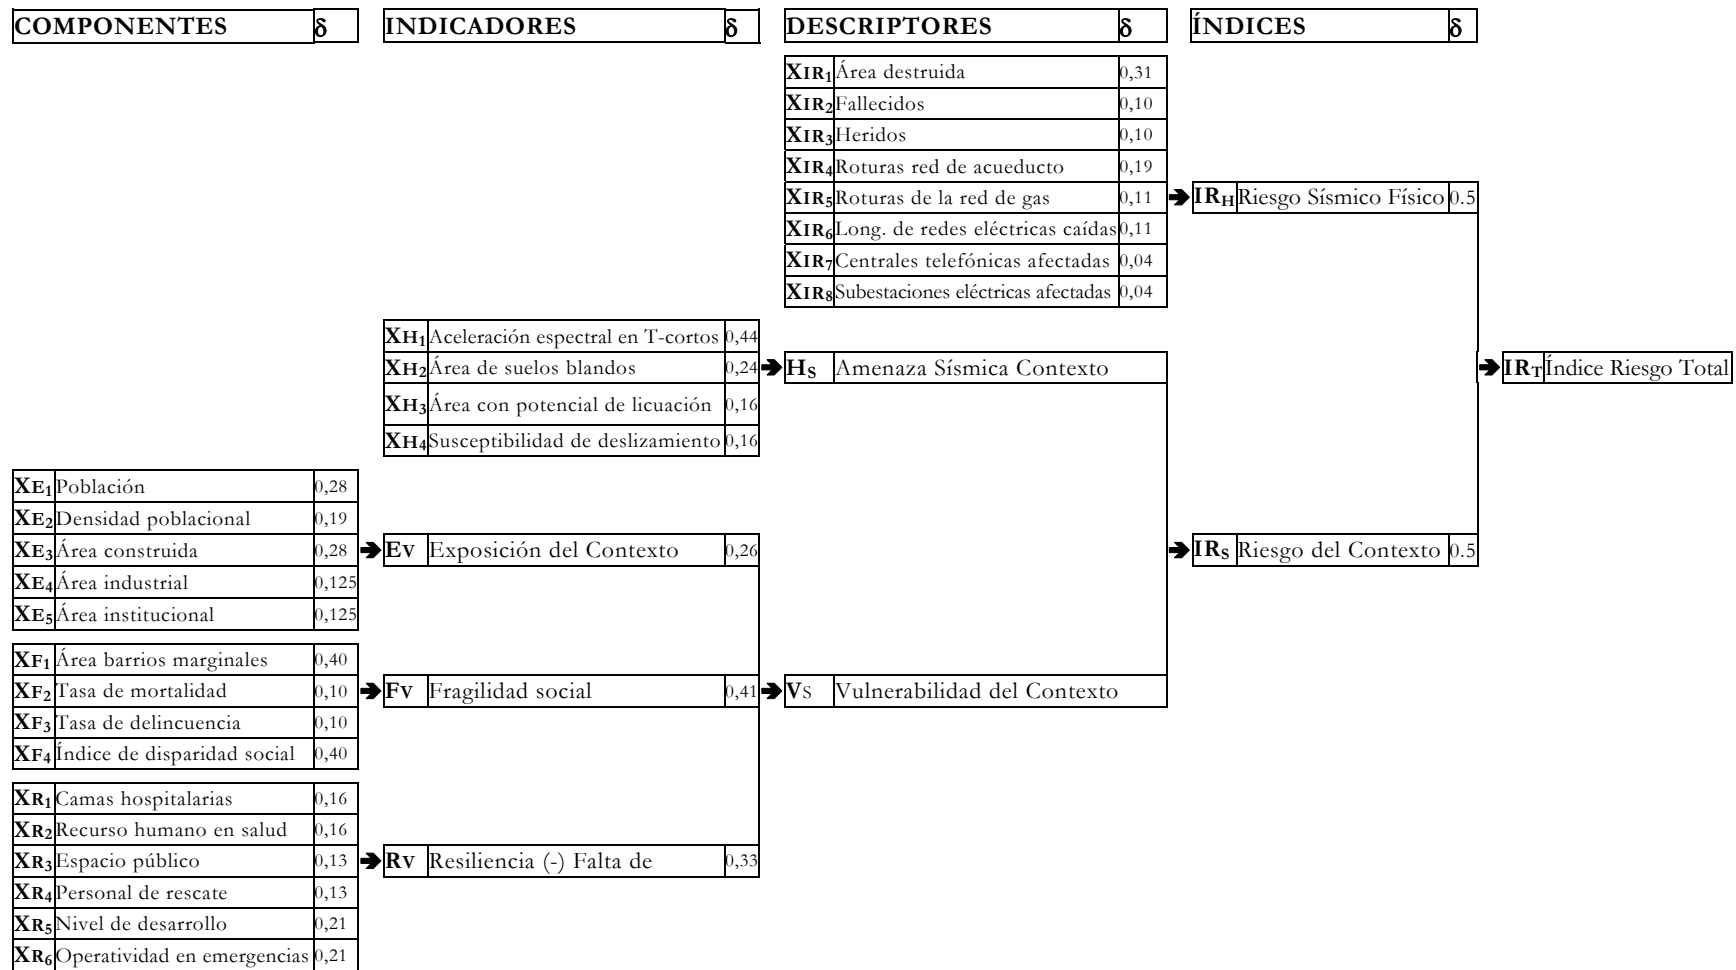 COMPONENTES δ INDICADORES δ DESCRIPTORES δ ÍNDICES δ
XIR1 Área destruida 0,31
XIR2 Fallecidos 0,10
XIR3 Heridos 0,10
XIR4 Roturas red de acueducto 0,19
XIR5 Roturas de la red de gas 0,11 ➔ IRH Riesgo Sísmico Físico 0.5
XIR6 Long. de redes eléctricas caídas 0,11
XIR7 Centrales telefónicas afectadas 0,04
XIR8 Subestaciones eléctricas afectadas 0,04
XH1 Aceleración espectral en T-cortos 0,44
XH2 Área de suelos blandos 0,24 ➔ HS Amenaza Sísmica Contexto ➔ IRT Índice Riesgo Total
XH3 Área con potencial de licuación 0,16
XH4 Susceptibilidad de deslizamiento 0,16
XE1 Población 0,28
XE2 Densidad poblacional 0,19
XE3 Área construida 0,28 ➔ EV Exposición del Contexto 0,26 ➔ IRS Riesgo del Contexto 0.5
XE4 Área industrial 0,125
XE5 Área institucional 0,125
XF1 Área barrios marginales 0,40
XF2 Tasa de mortalidad 0,10 ➔ FV Fragilidad social 0,41 ➔ VS Vulnerabilidad del Contexto
XF3 Tasa de delincuencia 0,10
XF4 Índice de disparidad social 0,40
XR1 Camas hospitalarias 0,16
XR2 Recurso humano en salud 0,16
XR3 Espacio público 0,13 ➔ RV Resiliencia (-) Falta de 0,33
XR4 Personal de rescate 0,13
XR5 Nivel de desarrollo 0,21
XR6 Operatividad en emergencias 0,21